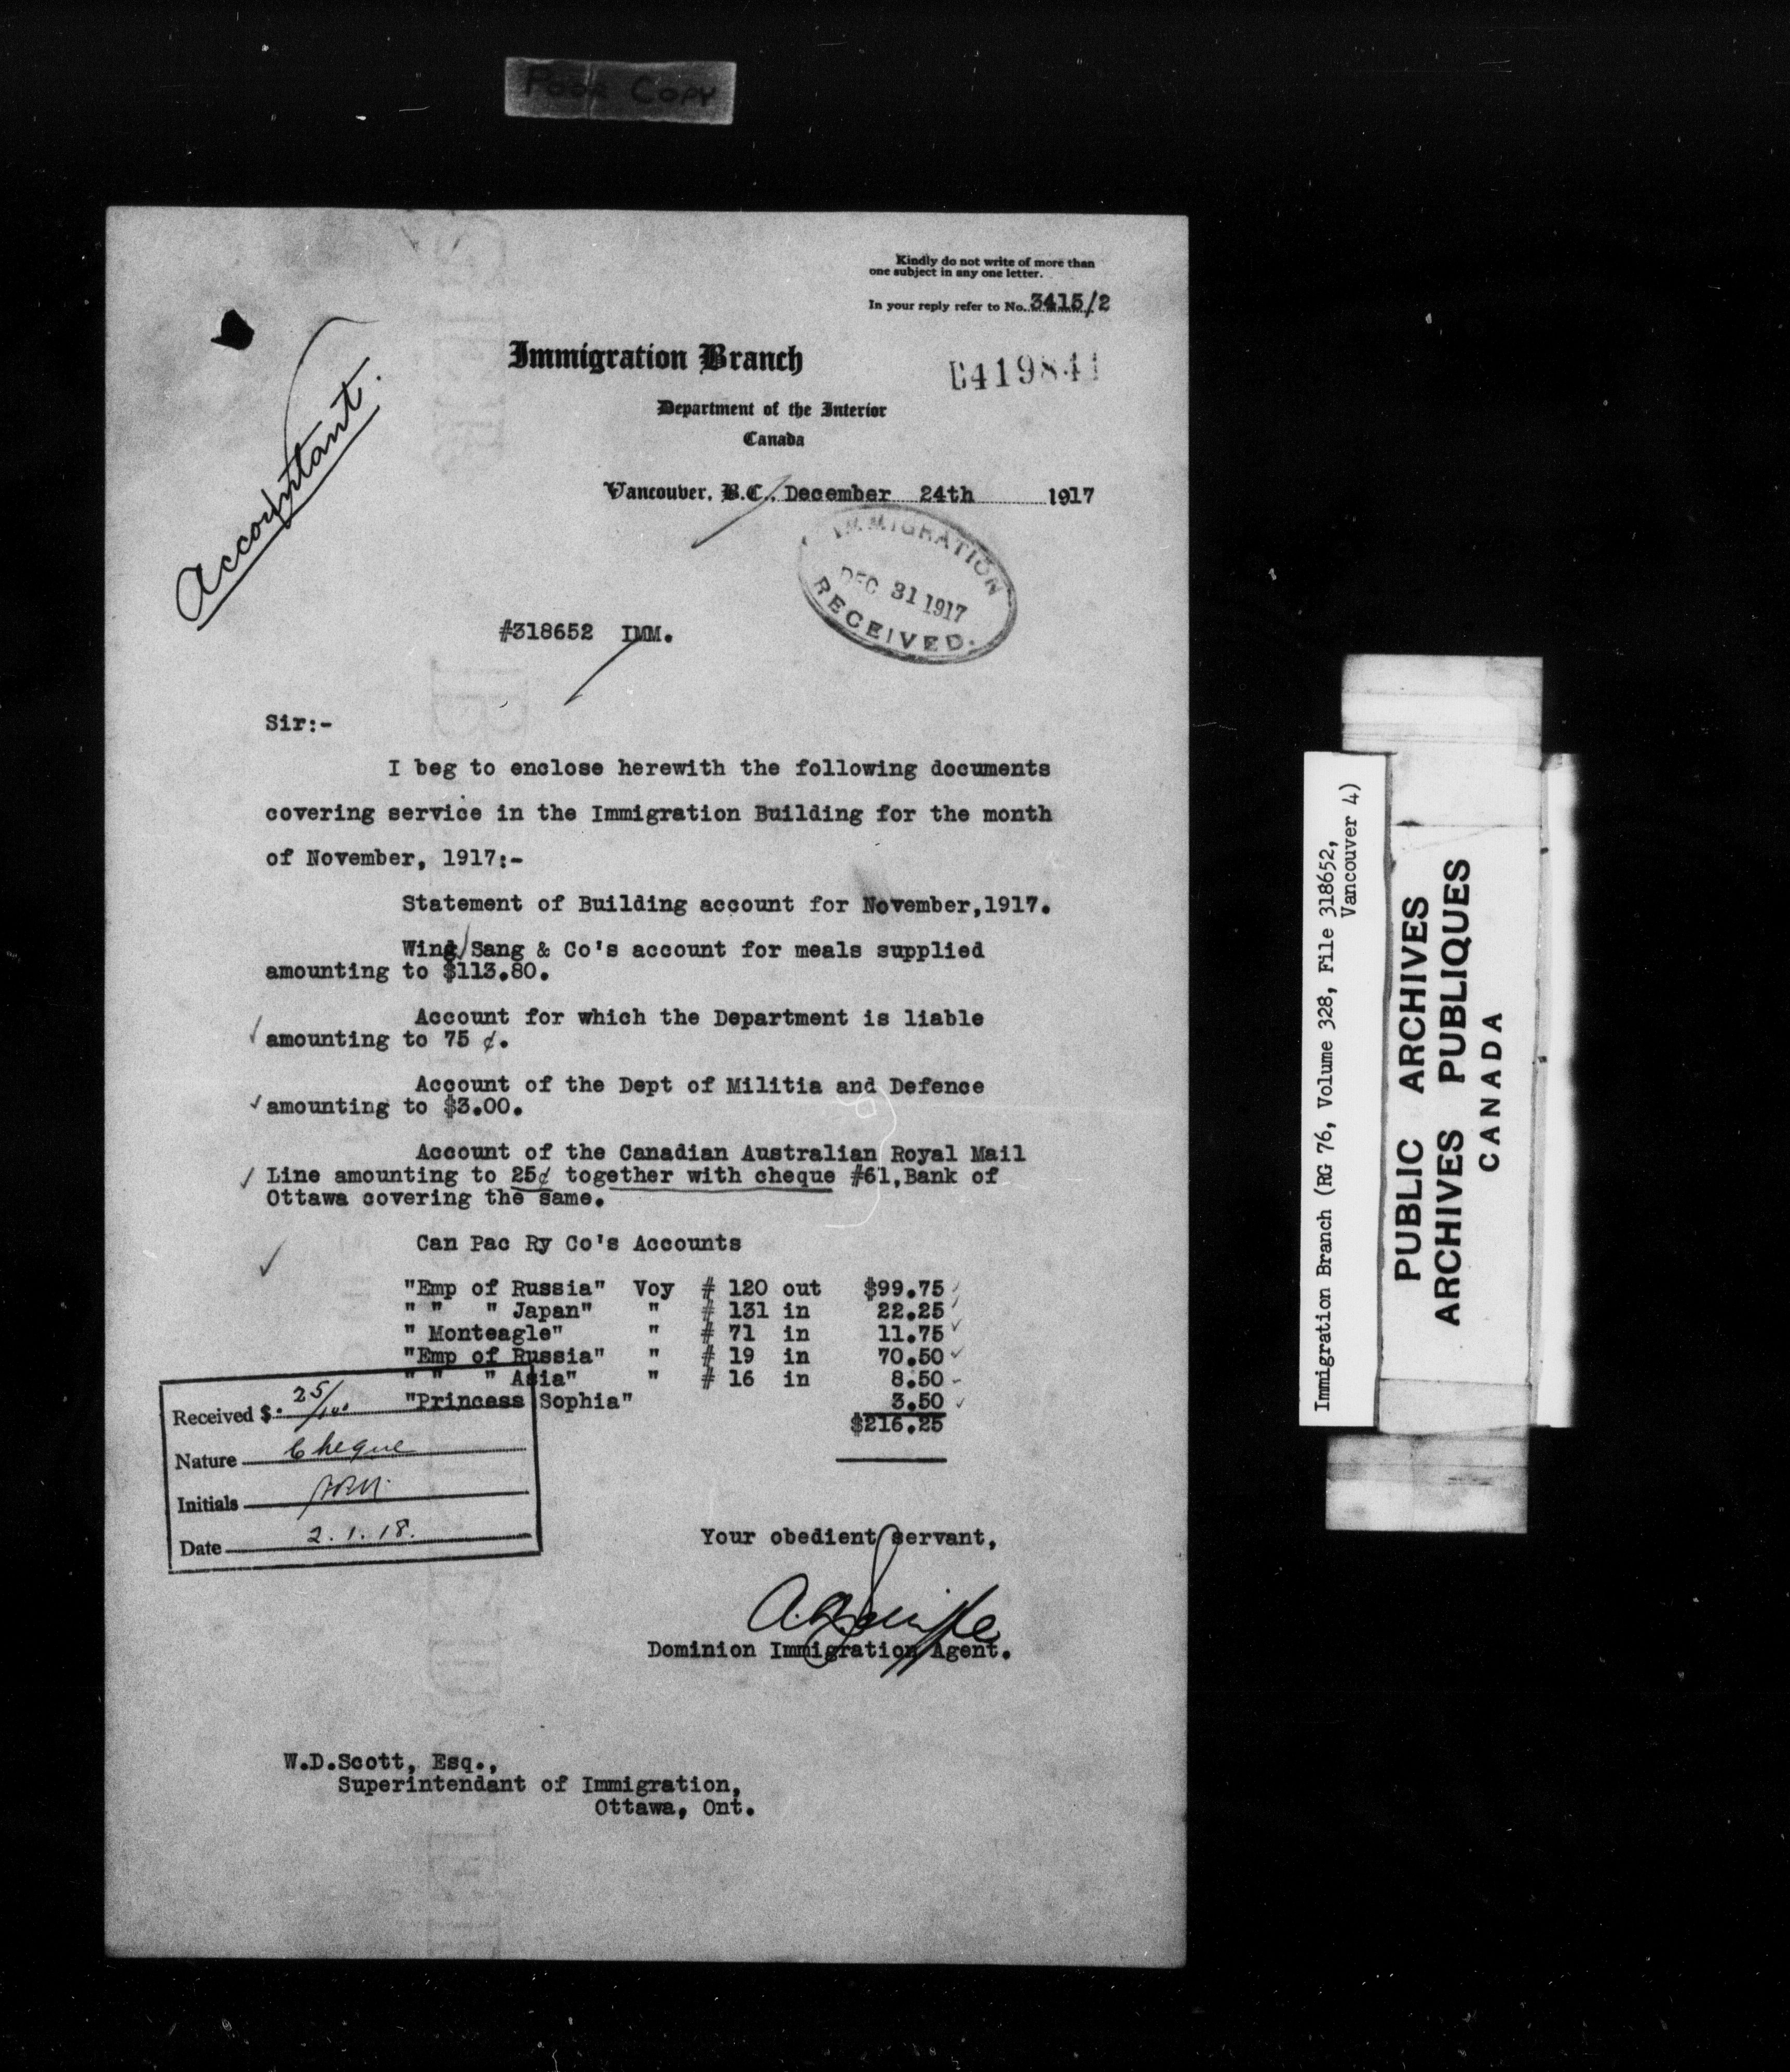 POOR COPY
Kindly do not write of more than
one subject in any one letter.
In your reply refer to No. 3415/2
Immigration Branch
419841
Department of the Interior
Canada
Vancouver, B.C., December 24th 1917
Accountant.
IMMIGRATION
DEC 31 1917
RECEIVED.
#318652 IMM.
Sir:-
I beg to enclose herewith the following documents
covering service in the Immigration Building for the month
of November, 1917:-
Statement of Building account for November,1917.
Wing Sang & Co's account for meals supplied
amounting to $113.80.
Account for which the Department is liable
amounting to 75 ¢.
Account of the Dept of Militia and Defence
amounting to $3.00.
Account of the Canadian Australian Royal Mail
Line amounting to 25¢ together with cheque #61,Bank of
Ottawa covering the same.
Can Pac Ry Co's Accounts
"Emp of Russia" Voy # 120 out $99.75
" " " Japan" " # 131 in 22.25
" Monteagle" " # 71 in 11.75
"Emp of Russia" " # 19 in 70.50
" " " Asia" " # 16 in 8.50
"Princess Sophia" 3.50
$216.25
Received $. 25/100
Nature Cheque
Initials
Date 2.1.18.
Your obedient servant,
Dominion Immigration Agent.
W.D.Scott, Esq.,
Superintendant of Immigration,
Ottawa, Ont.
Immigration Branch (RG 76, Volume 328, File 318652,
Vancouver 4)
PUBLIC ARCHIVES
ARCHIVES PUBLIQUES
CANADA